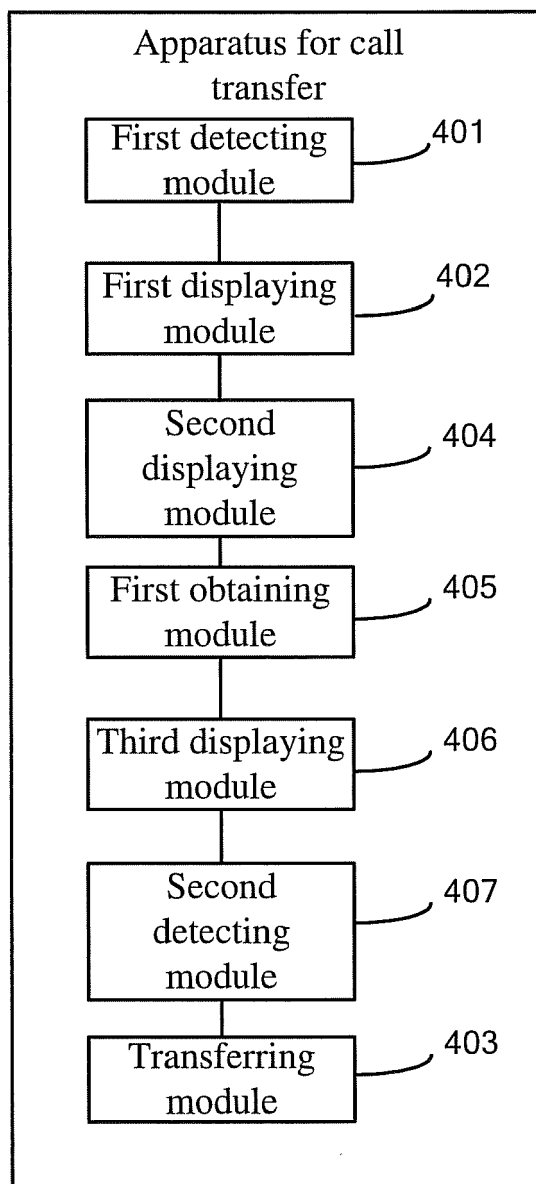 Apparatus for call
transfer
First detecting
module
401
First displaying
module
402
Second
displaying
module
404
First obtaining
module
405
Third displaying
module
406
Second
detecting
module
407
Transferring
module
403